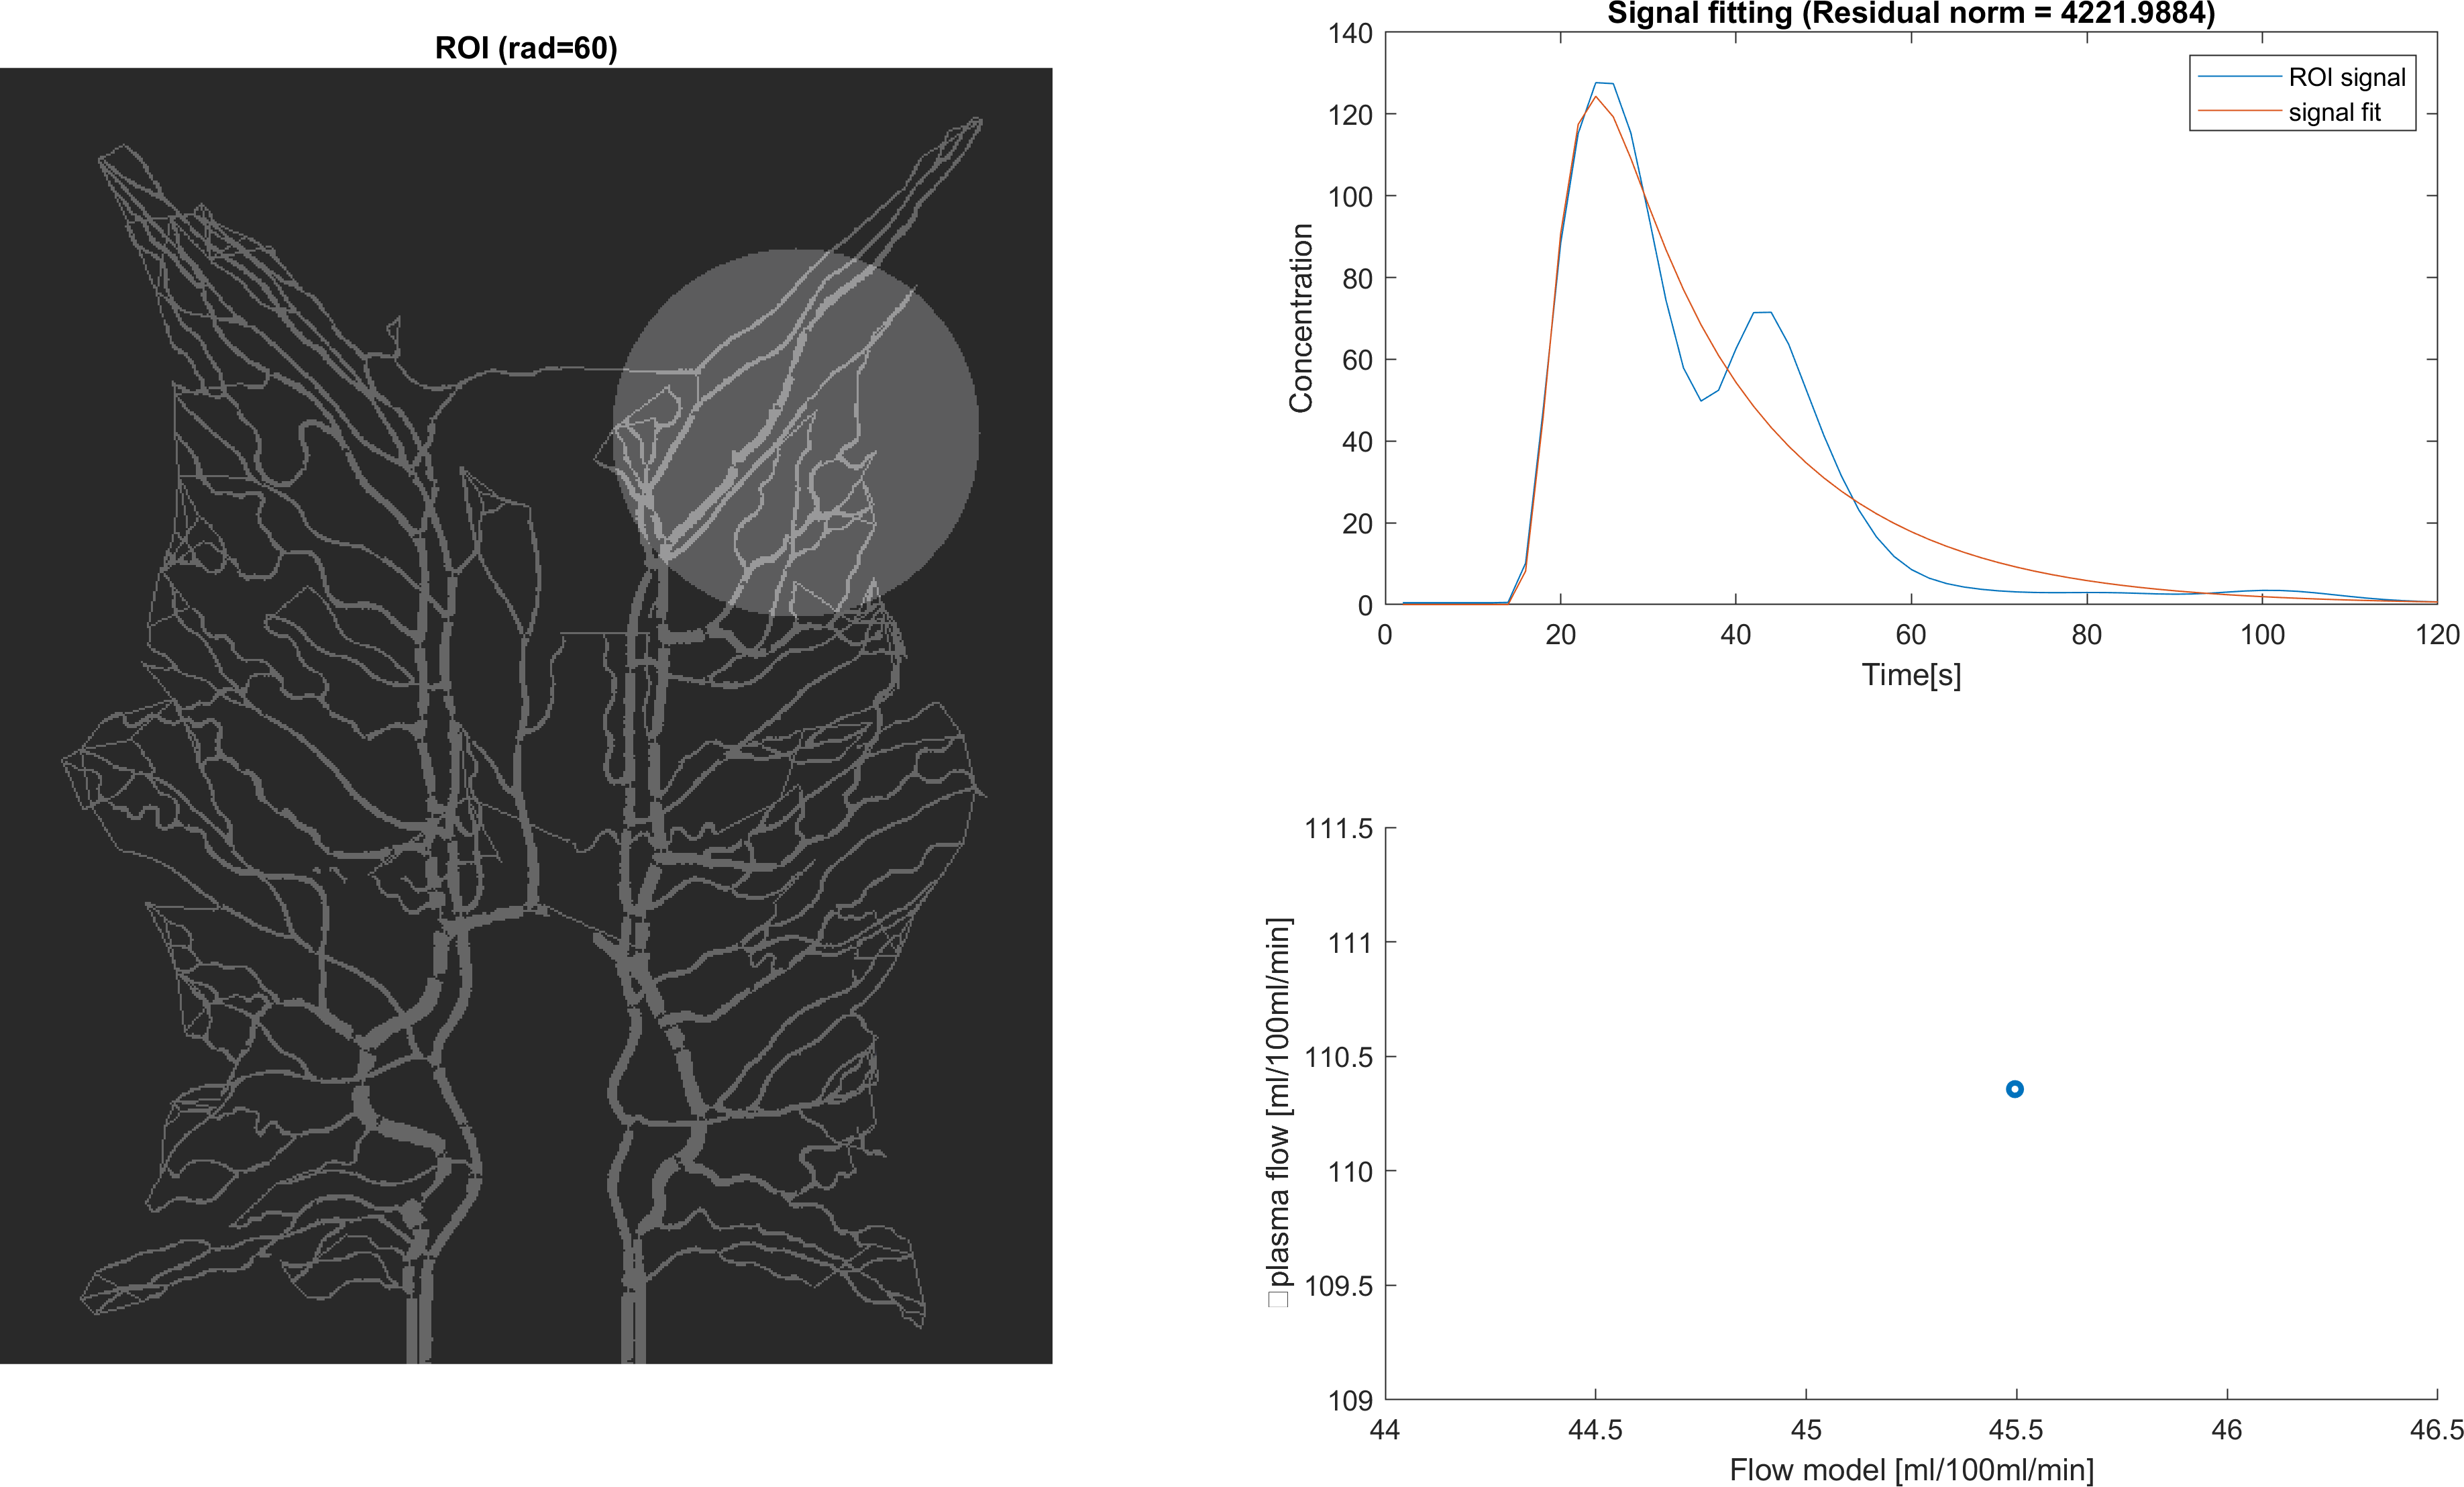 ROI (rad=60)
Signal fitting (Residual norm = 4221.9884)
140
120
100
80
60
40
20
0
Concentration
0 20 40 60 80 100 120
Time[s]
ROI signal
signal fit
111.5
111
110.5
110
109.5
109
□plasma flow [ml/100ml/min]
44 44.5 45 45.5 46 46.5
Flow model [ml/100ml/min]